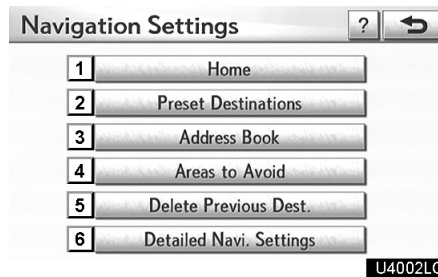 Navigation Settings ?
1 Home
2 Preset Destinations
3 Address Book
4 Areas to Avoid
5 Delete Previous Dest.
6 Detailed Navi. Settings
U4002LC